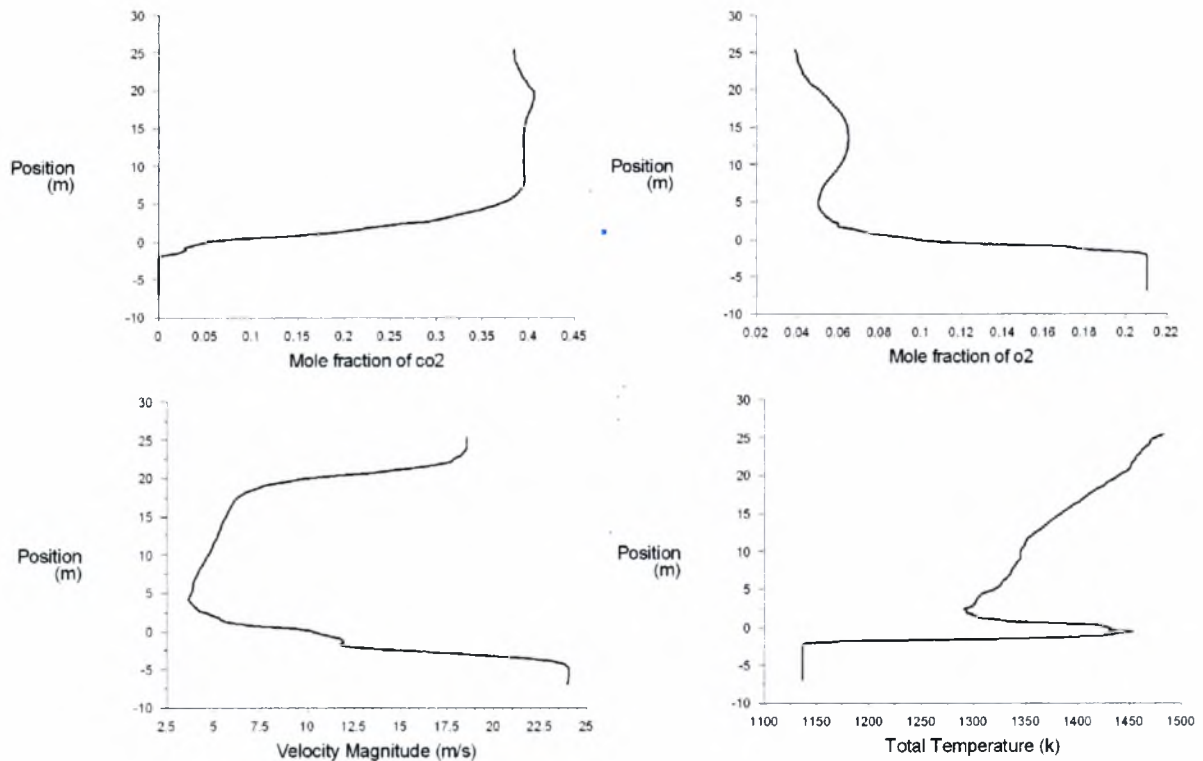 30
25
20
15
10
5
0
-5
-10
Position
(m)
0 0.05 0.1 0.15 0.2 0.25 0.3 0.35 0.4 0.45
Mole fraction of co2
30
25
20
15
10
5
0
-5
-10
Position
(m)
0.02 0.04 0.06 0.08 0.1 0.12 0.14 0.16 0.18 0.2 0.22
Mole fraction of o2
30
25
20
15
10
5
0
-5
-10
Position
(m)
2.5 5 7.5 10 12.5 15 17.5 20 22.5 25
Velocity Magnitude (m/s)
30
25
20
15
10
5
0
-5
-10
Position
(m)
1100 1150 1200 1250 1300 1350 1400 1450 1500
Total Temperature (k)